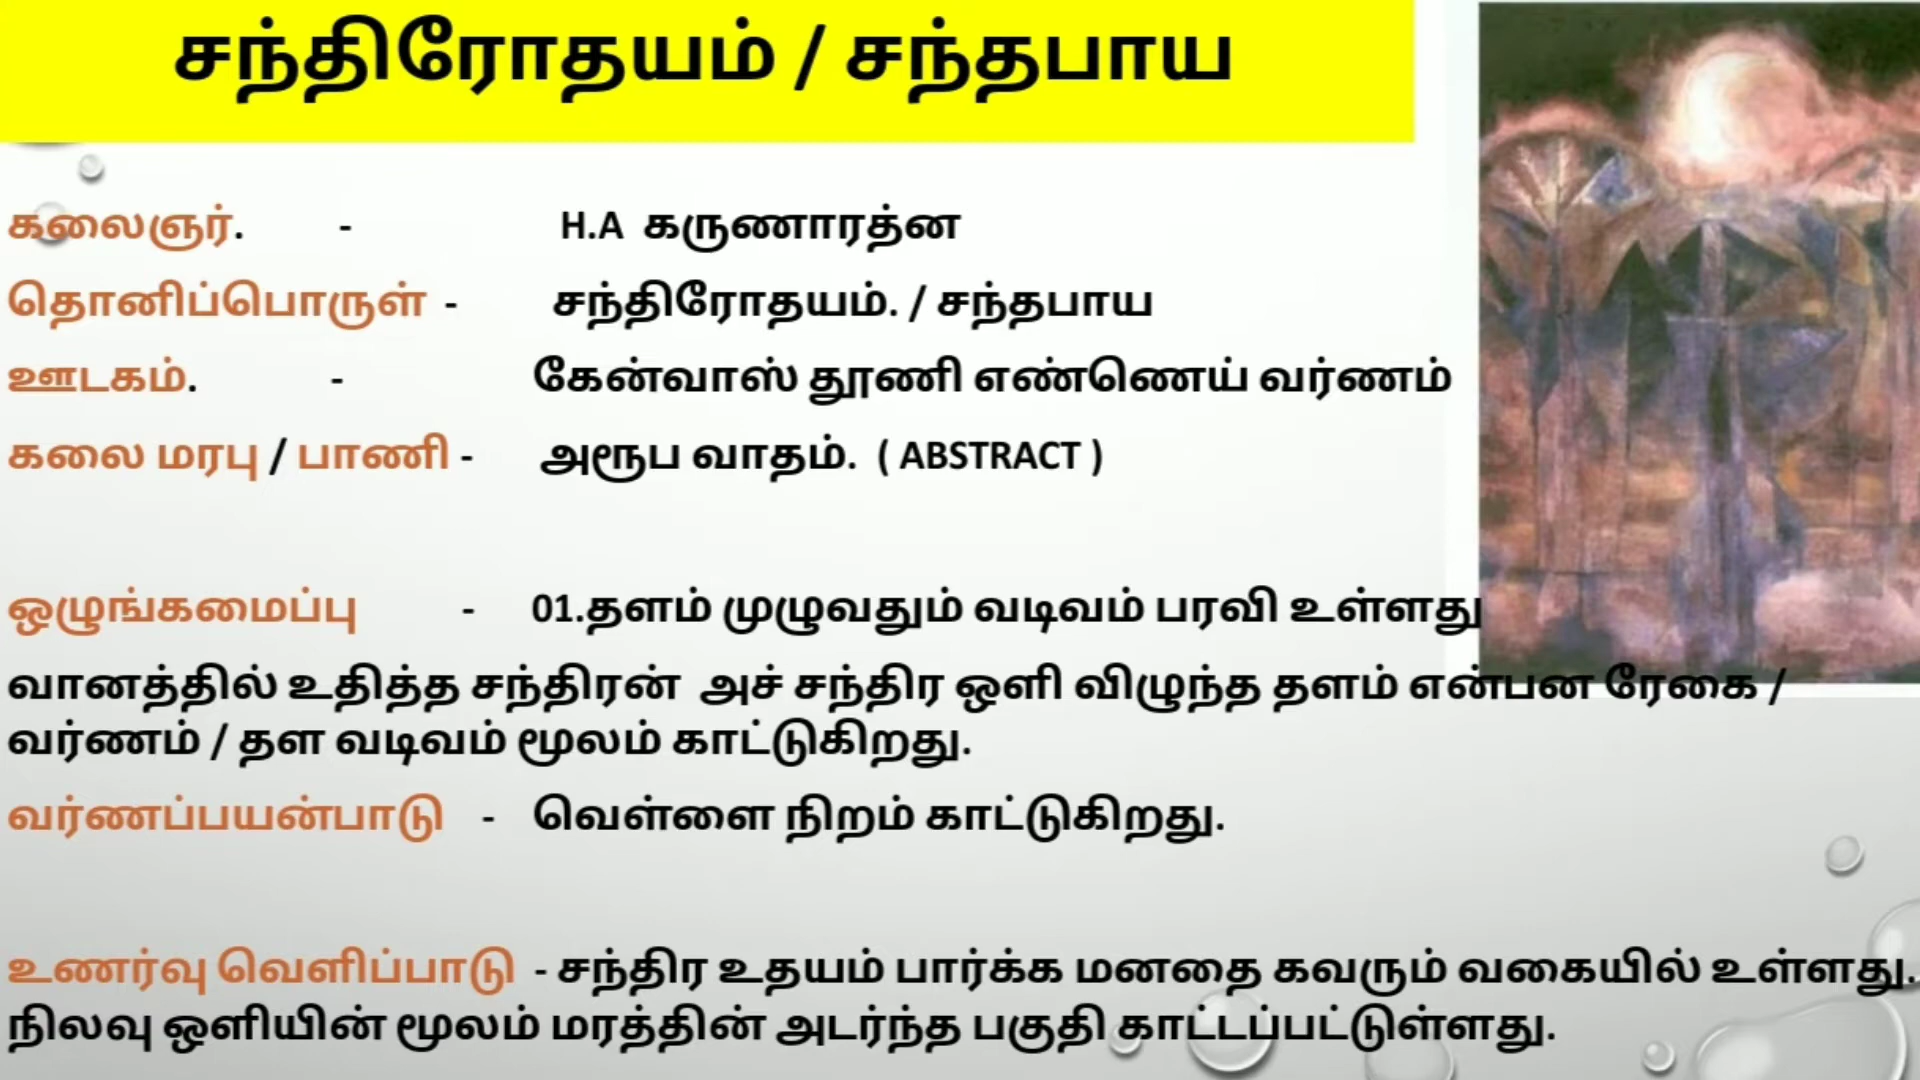 சந்திரோதயம் / சந்தபாய
கலைஞர். - H.A கருணாரத்ன
தொனிப்பொருள் - சந்திரோதயம். / சந்தபாய
ஊடகம். - கேன்வாஸ் தூணி எண்ணெய் வர்ணம்
கலை மரபு / பாணி - அரூப வாதம். ( ABSTRACT )
ஒழுங்கமைப்பு - 01.தளம் முழுவதும் வடிவம் பரவி உள்ளது
வானத்தில் உதித்த சந்திரன் அச் சந்திர ஒளி விழுந்த தளம் என்பன ரேகை /
வர்ணம் / தள வடிவம் மூலம் காட்டுகிறது.
வர்ணப்பயன்பாடு - வெள்ளை நிறம் காட்டுகிறது.
உணர்வு வெளிப்பாடு - சந்திர உதயம் பார்க்க மனதை கவரும் வகையில் உள்ளது.
நிலவு ஒளியின் மூலம் மரத்தின் அடர்ந்த பகுதி காட்டப்பட்டுள்ளது.